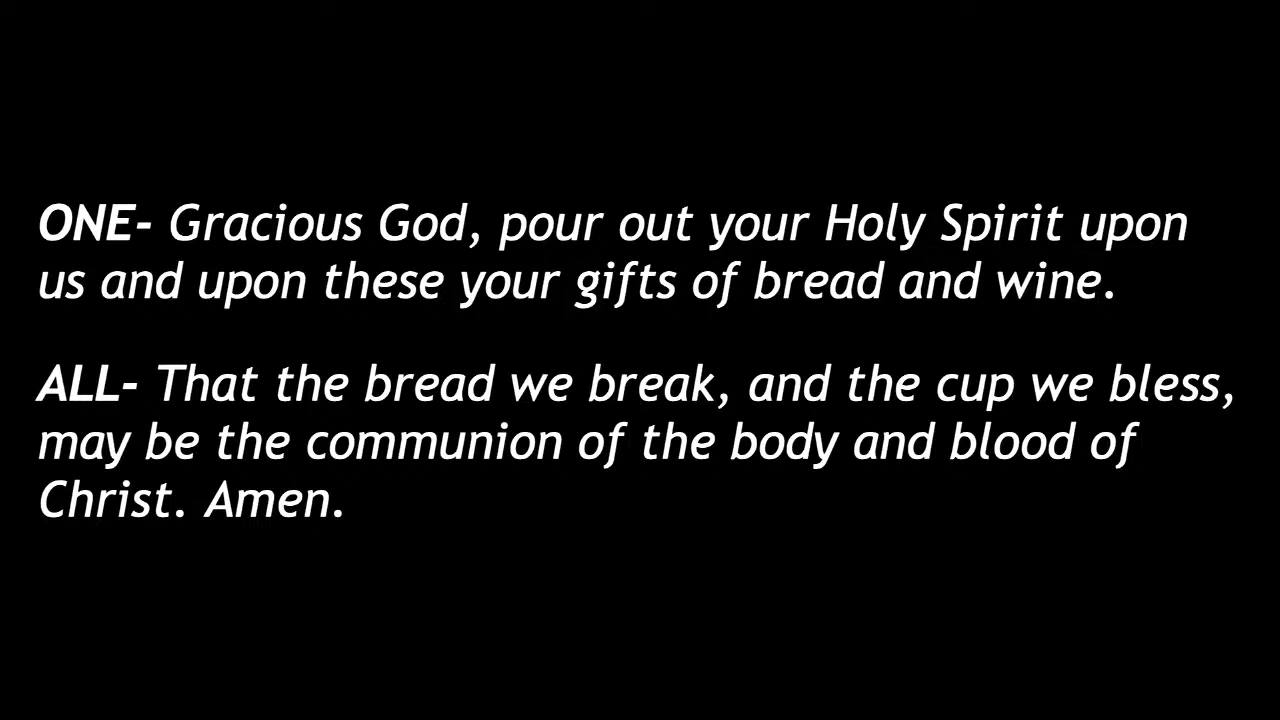 ONE- Gracious God, pour out your Holy Spirit upon
us and upon these your gifts of bread and wine.
ALL- That the bread we break, and the cup we bless,
may be the communion of the body and blood of
Christ. Amen.